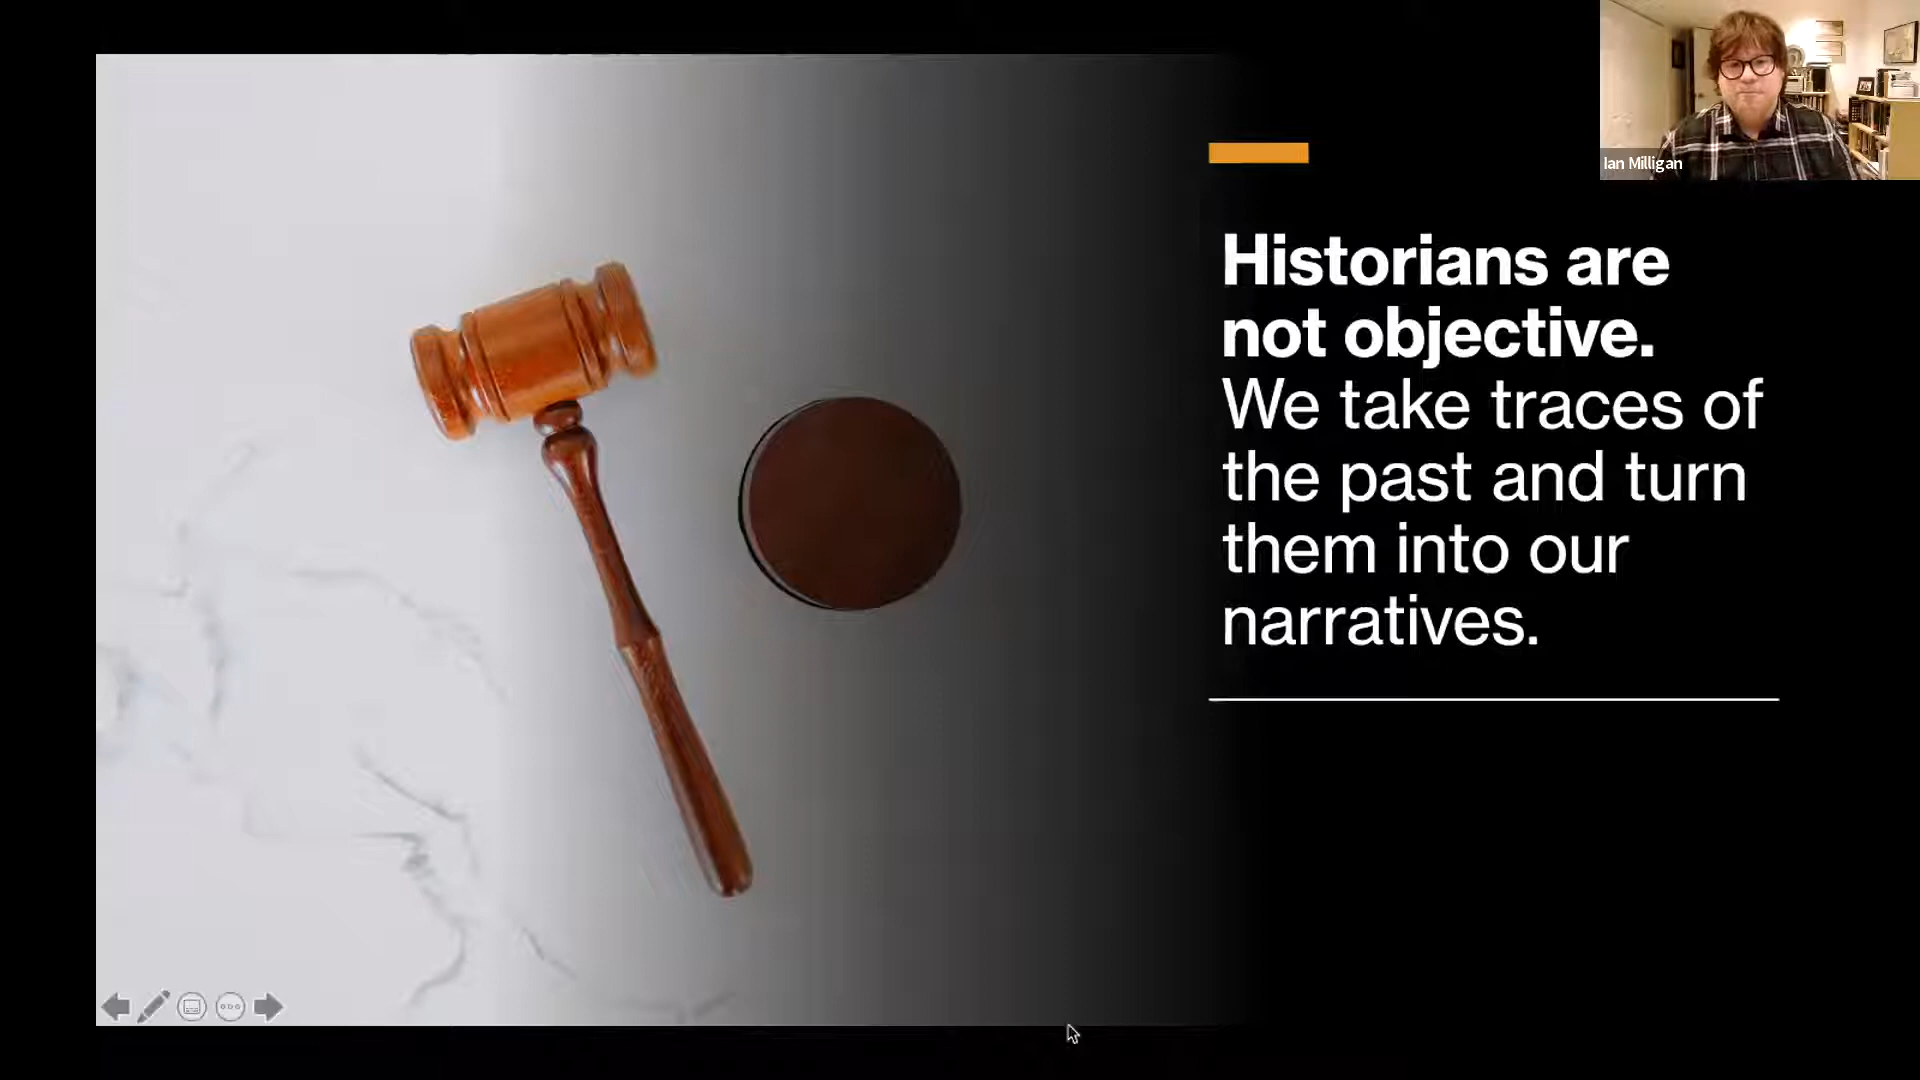 Ian Milligan
Historians are
not objective.
We take traces of
the past and turn
them into our
narratives.